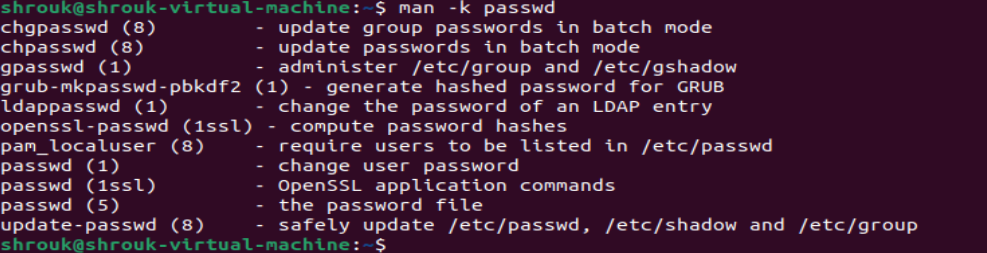 shrouk@shrouk-virtual-machine:~$ man -k passwd
chgpasswd (8)        - update group passwords in batch mode
chpasswd (8)         - update passwords in batch mode
gpasswd (1)          - administer /etc/group and /etc/gshadow
grub-mkpasswd-pbkdf2 (1) - generate hashed password for GRUB
ldappasswd (1)       - change the password of an LDAP entry
openssl-passwd (1ssl) - compute password hashes
pam_localuser (8)    - require users to be listed in /etc/passwd
passwd (1)           - change user password
passwd (1ssl)        - OpenSSL application commands
passwd (5)           - the password file
update-passwd (8)    - safely update /etc/passwd, /etc/shadow and /etc/group
shrouk@shrouk-virtual-machine:~$